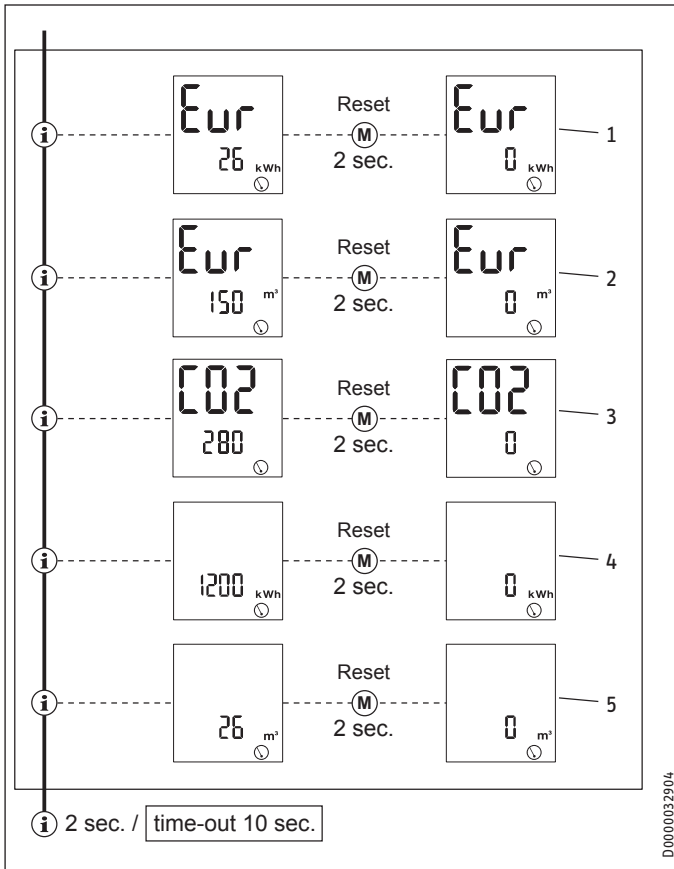 Eur
26 kWh
i
Reset
M
2 sec.
Eur
0 kWh
1
Eur
150 m³
i
Reset
M
2 sec.
Eur
0 m³
2
CO2
280
i
Reset
M
2 sec.
CO2
0
3
1200 kWh
i
Reset
M
2 sec.
0 kWh
4
26 m³
i
Reset
M
2 sec.
0 m³
5
i 2 sec. / time-out 10 sec.
D0000032904